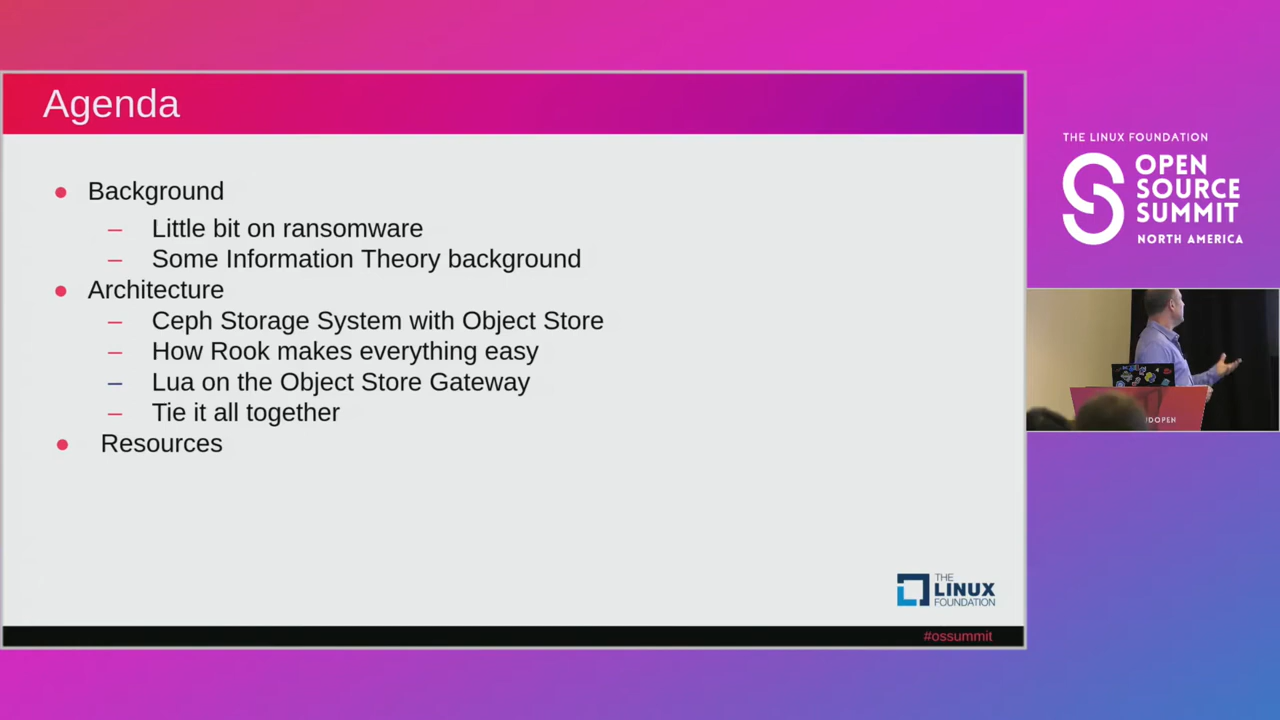 Agenda
● Background
– Little bit on ransomware
– Some Information Theory background
● Architecture
– Ceph Storage System with Object Store
– How Rook makes everything easy
– Lua on the Object Store Gateway
– Tie it all together
● Resources
THE LINUX FOUNDATION
#ossummit
THE LINUX FOUNDATION
OPEN
SOURCE
SUMMIT
NORTH AMERICA